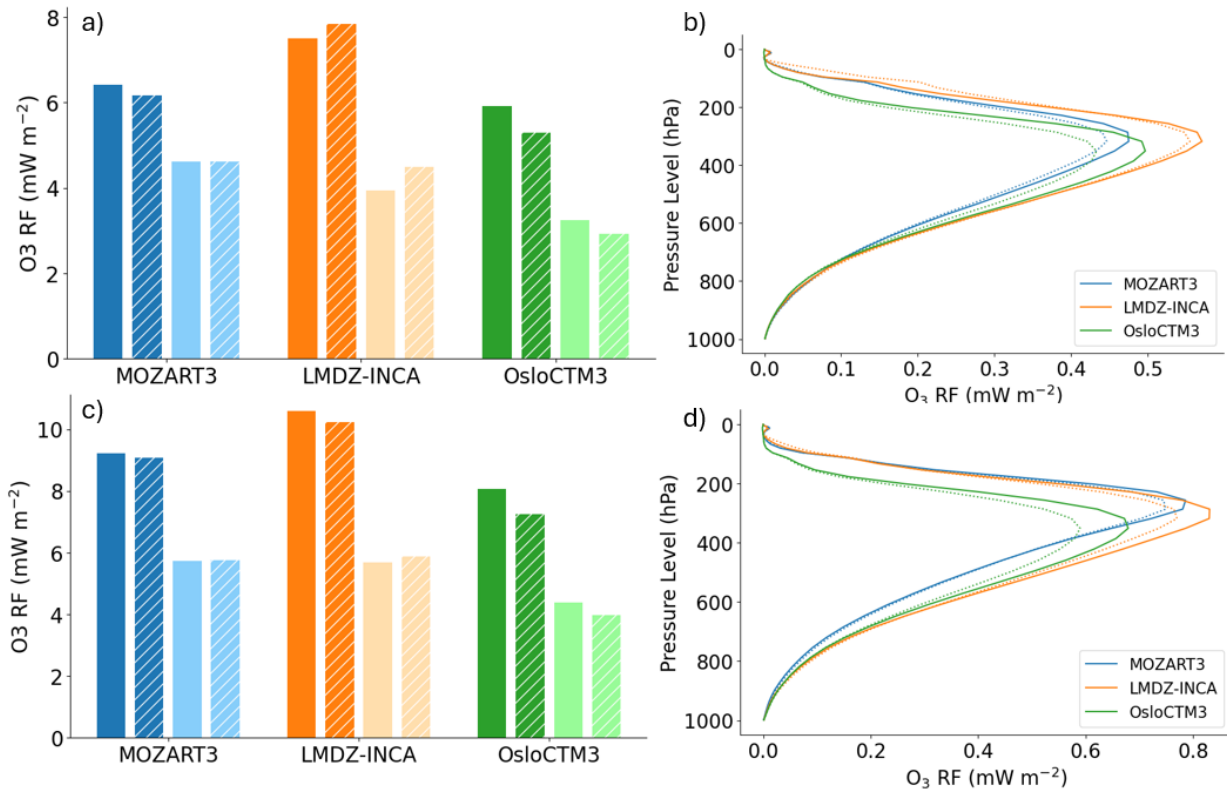 a)
8
6
4
2
0
O3 RF (mW m⁻²)
MOZART3 LMDZ-INCA OsloCTM3
b)
0
200
400
600
800
1000
Pressure Level (hPa)
MOZART3
LMDZ-INCA
OsloCTM3
0.0 0.1 0.2 0.3 0.4 0.5
O₃ RF (mW m⁻²)
c)
10
8
6
4
2
0
O3 RF (mW m⁻²)
MOZART3 LMDZ-INCA OsloCTM3
d)
0
200
400
600
800
1000
Pressure Level (hPa)
MOZART3
LMDZ-INCA
OsloCTM3
0.0 0.2 0.4 0.6 0.8
O₃ RF (mW m⁻²)